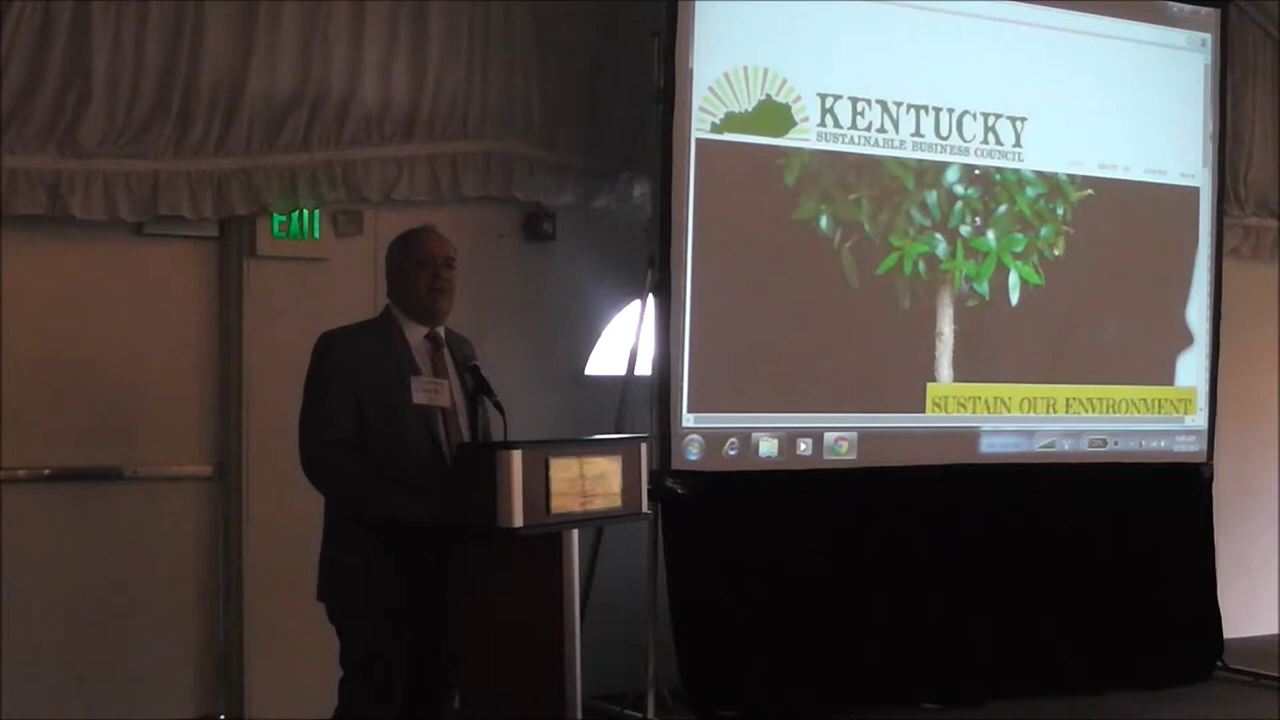 EXIT
KENTUCKY
SUSTAINABLE BUSINESS COUNCIL
SUSTAIN OUR ENVIRONMENT